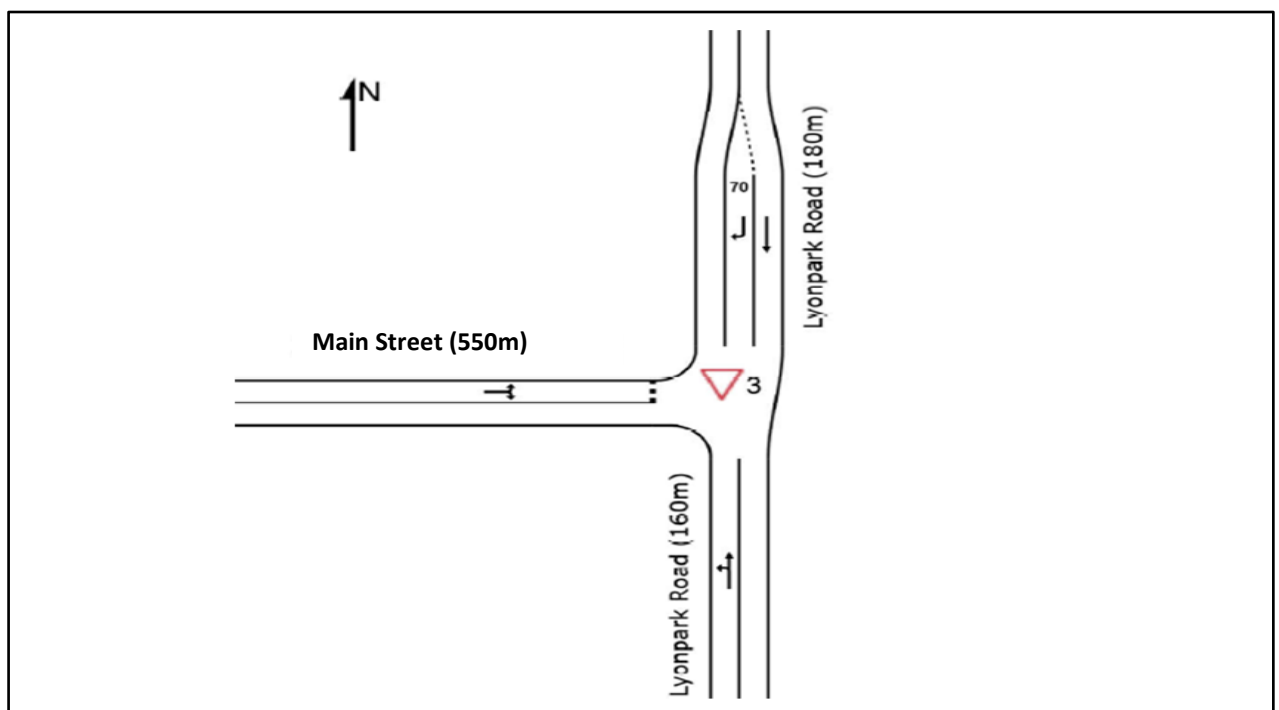 N
Lyonpark Road (180m)
70
Main Street (550m)
3
Lyonpark Road (160m)